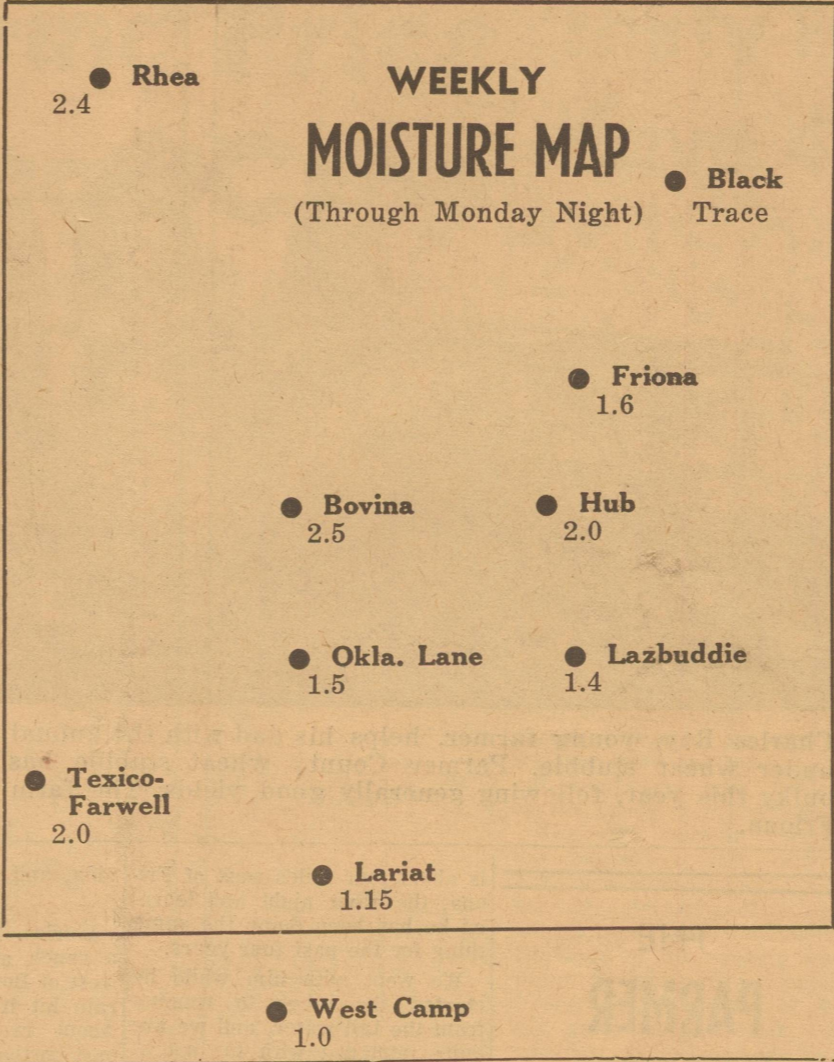 Rhea
2.4
WEEKLY
MOISTURE MAP
(Through Monday Night)
Black
Trace
Friona
1.6
Bovina
2.5
Hub
2.0
Okla. Lane
1.5
Lazbuddie
1.4
Texico-
Farwell
2.0
Lariat
1.15
West Camp
1.0